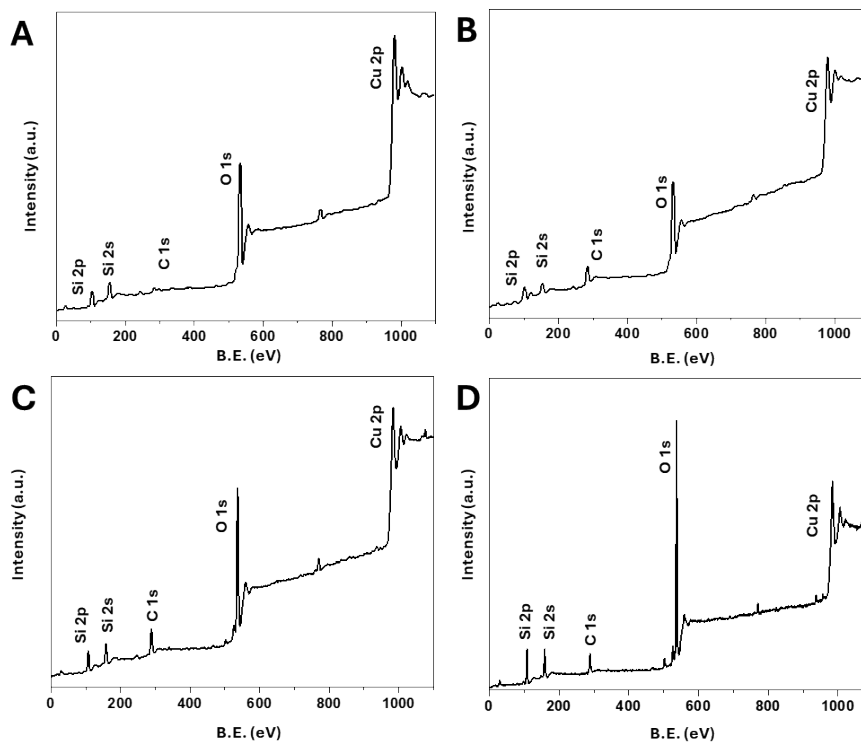 A
Intensity (a.u.)
Si 2p
Si 2s
C 1s
O 1s
Cu 2p
0 200 400 600 800 1000
B.E. (eV)
B
Intensity (a.u.)
Si 2p
Si 2s
C 1s
O 1s
Cu 2p
0 200 400 600 800 1000
B.E. (eV)
C
Intensity (a.u.)
Si 2p
Si 2s
C 1s
O 1s
Cu 2p
0 200 400 600 800 1000
B.E. (eV)
D
Intensity (a.u.)
Si 2p
Si 2s
C 1s
O 1s
Cu 2p
0 200 400 600 800 1000
B.E. (eV)